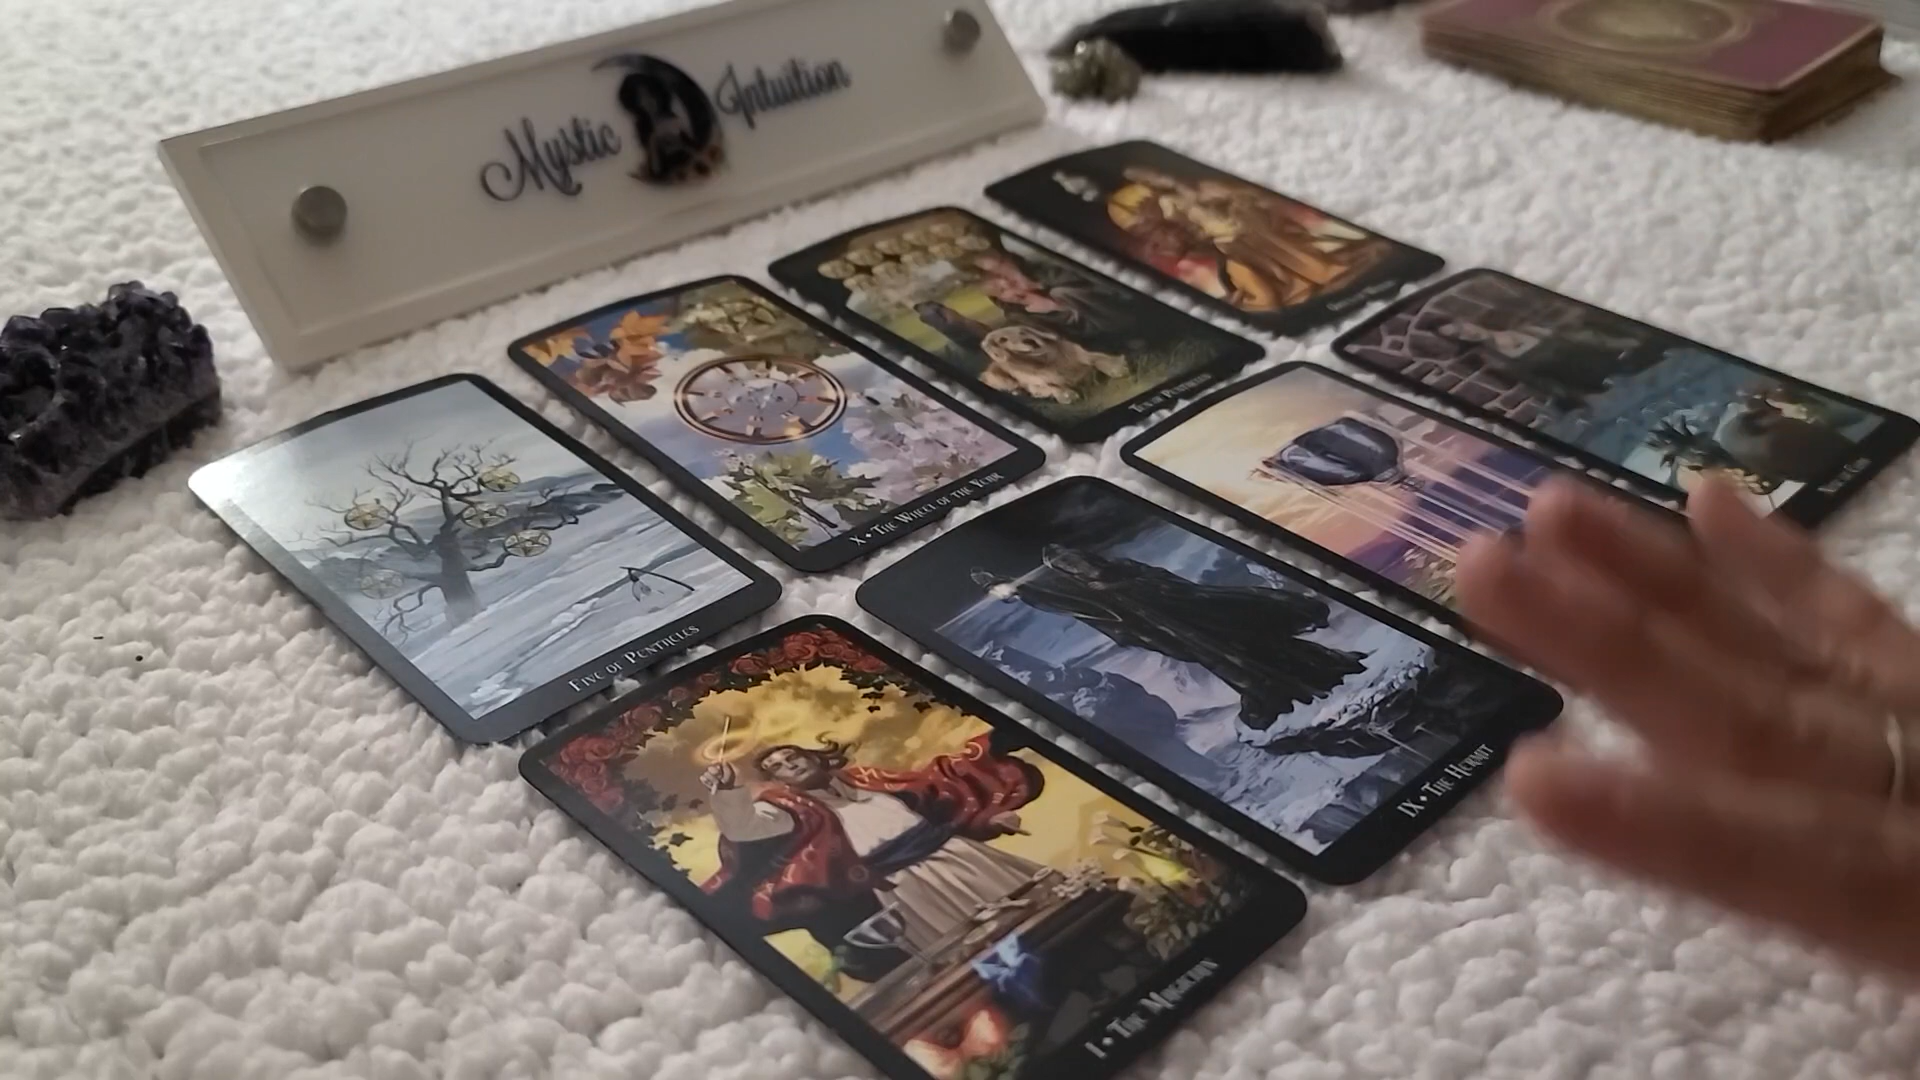 Mystic Intuition
TEN OF PENTACLES
X • THE WHEEL OF THE YEAR
FIVE OF PENTACLES
IX • THE HERMIT
I • THE MAGICIAN